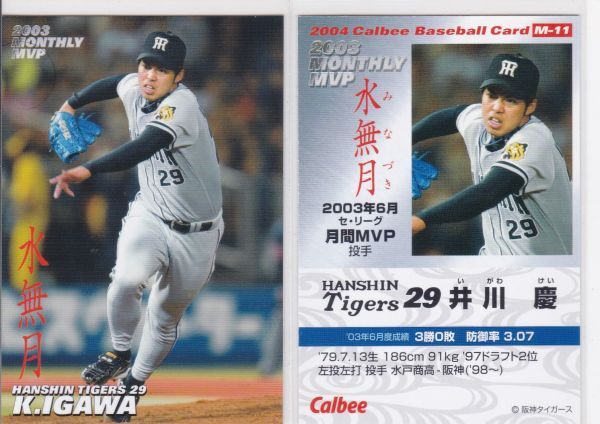 2003
MONTHLY
MVP
29
水無月
HANSHIN TIGERS 29
K.IGAWA
2004 Calbee Baseball Card M-11
2003
MONTHLY
MVP
水無月
みなづき
2003年6月
セ・リーグ
月間MVP
投手
29
HANSHIN
Tigers
29 井川 慶
いがわ けい
'03年6月度成績 3勝0敗 防御率 3.07
'79.7.13生 186cm 91kg '97ドラフト2位
左投左打 投手 水戸商高-阪神('98～)
Calbee
© 阪神タイガース